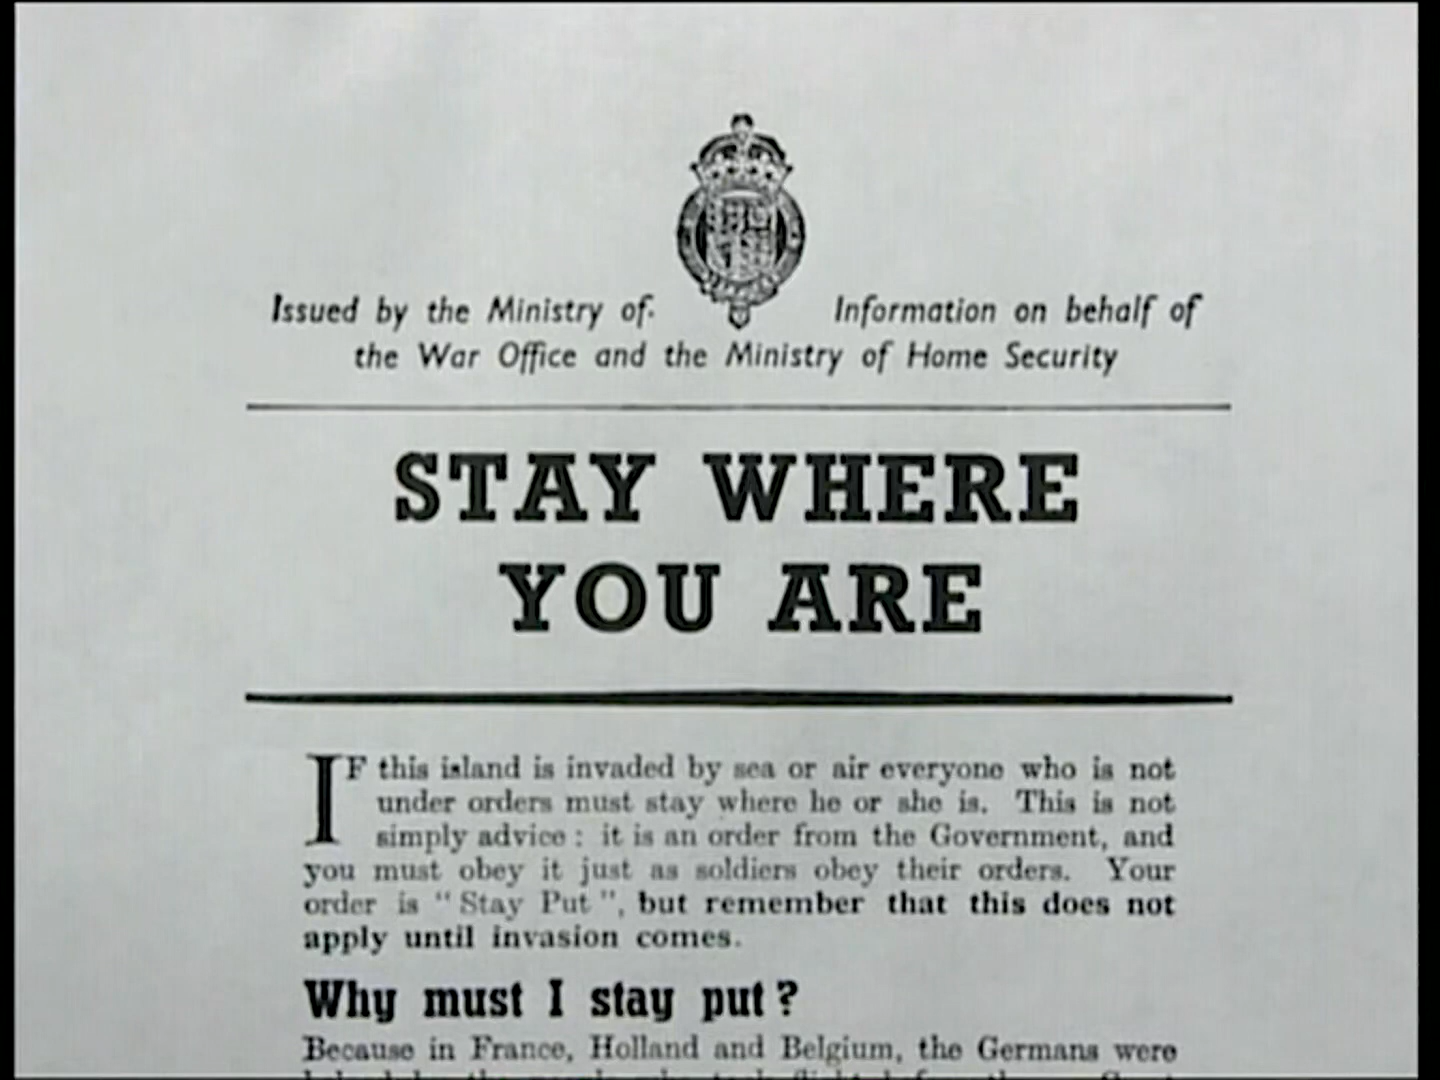 Issued by the Ministry of Information on behalf of
the War Office and the Ministry of Home Security
STAY WHERE
YOU ARE
IF this island is invaded by sea or air everyone who is not
under orders must stay where he or she is. This is not
simply advice : it is an order from the Government, and
you must obey it just as soldiers obey their orders. Your
order is " Stay Put ", but remember that this does not
apply until invasion comes.
Why must I stay put ?
Because in France, Holland and Belgium, the Germans were